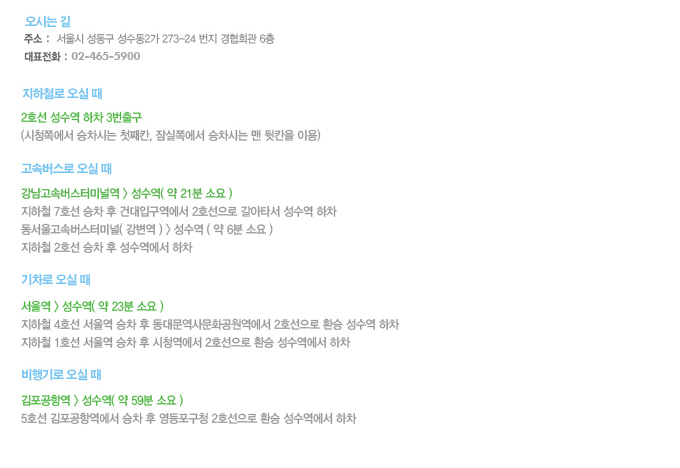 오시는 길
주소 : 서울시 성동구 성수동2가 273-24 번지 경협회관 6층
대표전화 : 02-465-5900
지하철로 오실 때
2호선 성수역 하차 3번출구
(시청쪽에서 승차시는 첫째칸, 잠실쪽에서 승차시는 맨 뒷칸을 이용)
고속버스로 오실 때
강남고속버스터미널역 > 성수역( 약 21분 소요 )
지하철 7호선 승차 후 건대입구역에서 2호선으로 갈아타서 성수역 하차
동서울고속버스터미널( 강변역 ) > 성수역 ( 약 6분 소요 )
지하철 2호선 승차 후 성수역에서 하차
기차로 오실 때
서울역 > 성수역( 약 23분 소요 )
지하철 4호선 서울역 승차 후 동대문역사문화공원역에서 2호선으로 환승 성수역 하차
지하철 1호선 서울역 승차 후 시청역에서 2호선으로 환승 성수역에서 하차
비행기로 오실 때
김포공항역 > 성수역( 약 59분 소요 )
5호선 김포공항역에서 승차 후 영등포구청 2호선으로 환승 성수역에서 하차